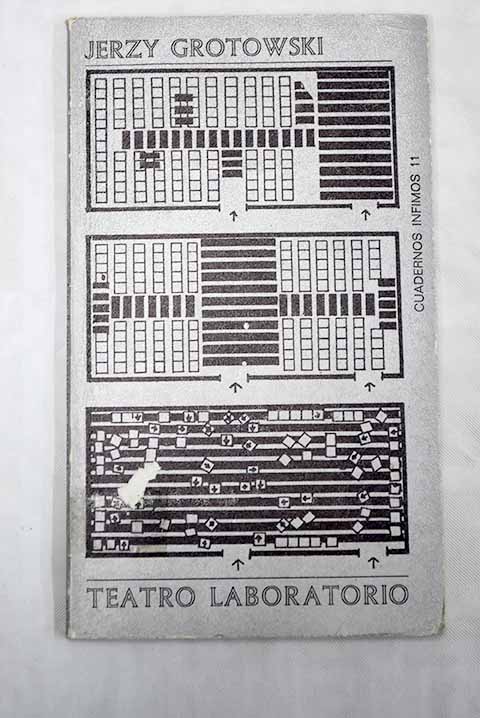 JERZY GROTOWSKI
CUADERNOS INFIMOS 11
TEATRO LABORATORIO